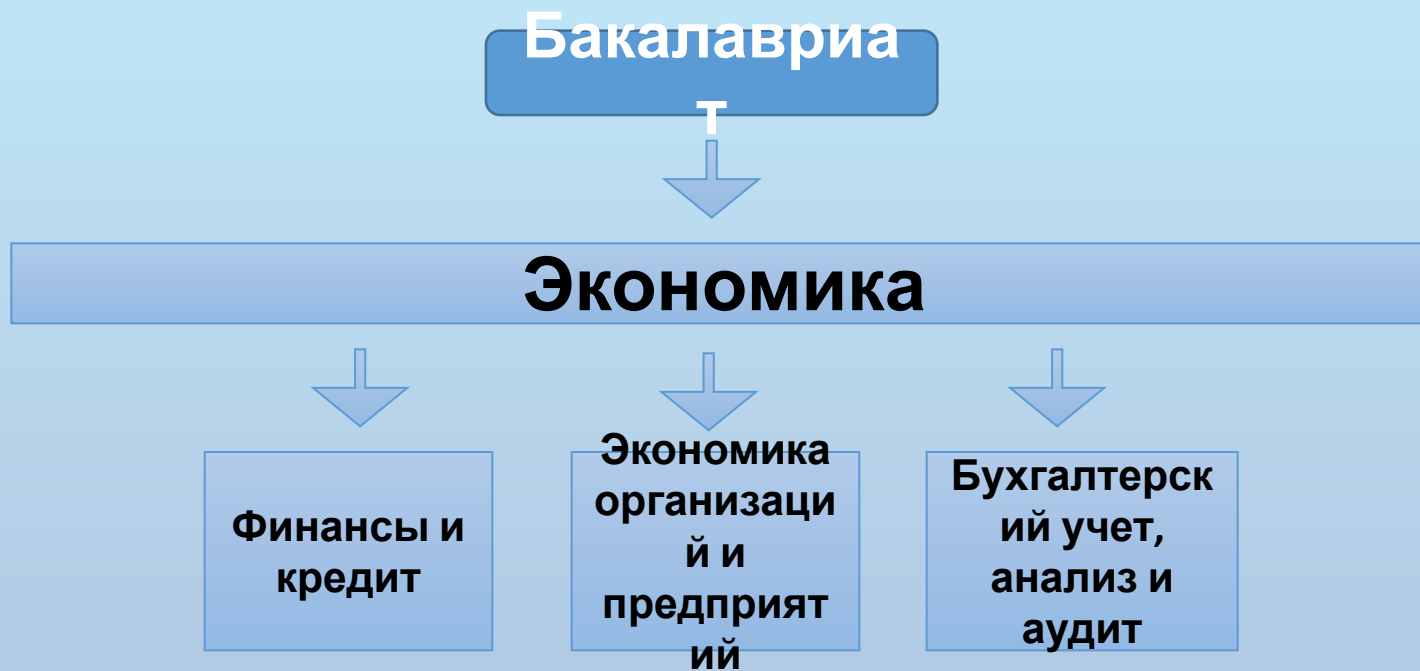 Бакалавриа
т
Экономика
Финансы и
кредит
Экономика
организаци
й и
предприят
ий
Бухгалтерск
ий учет,
анализ и
аудит